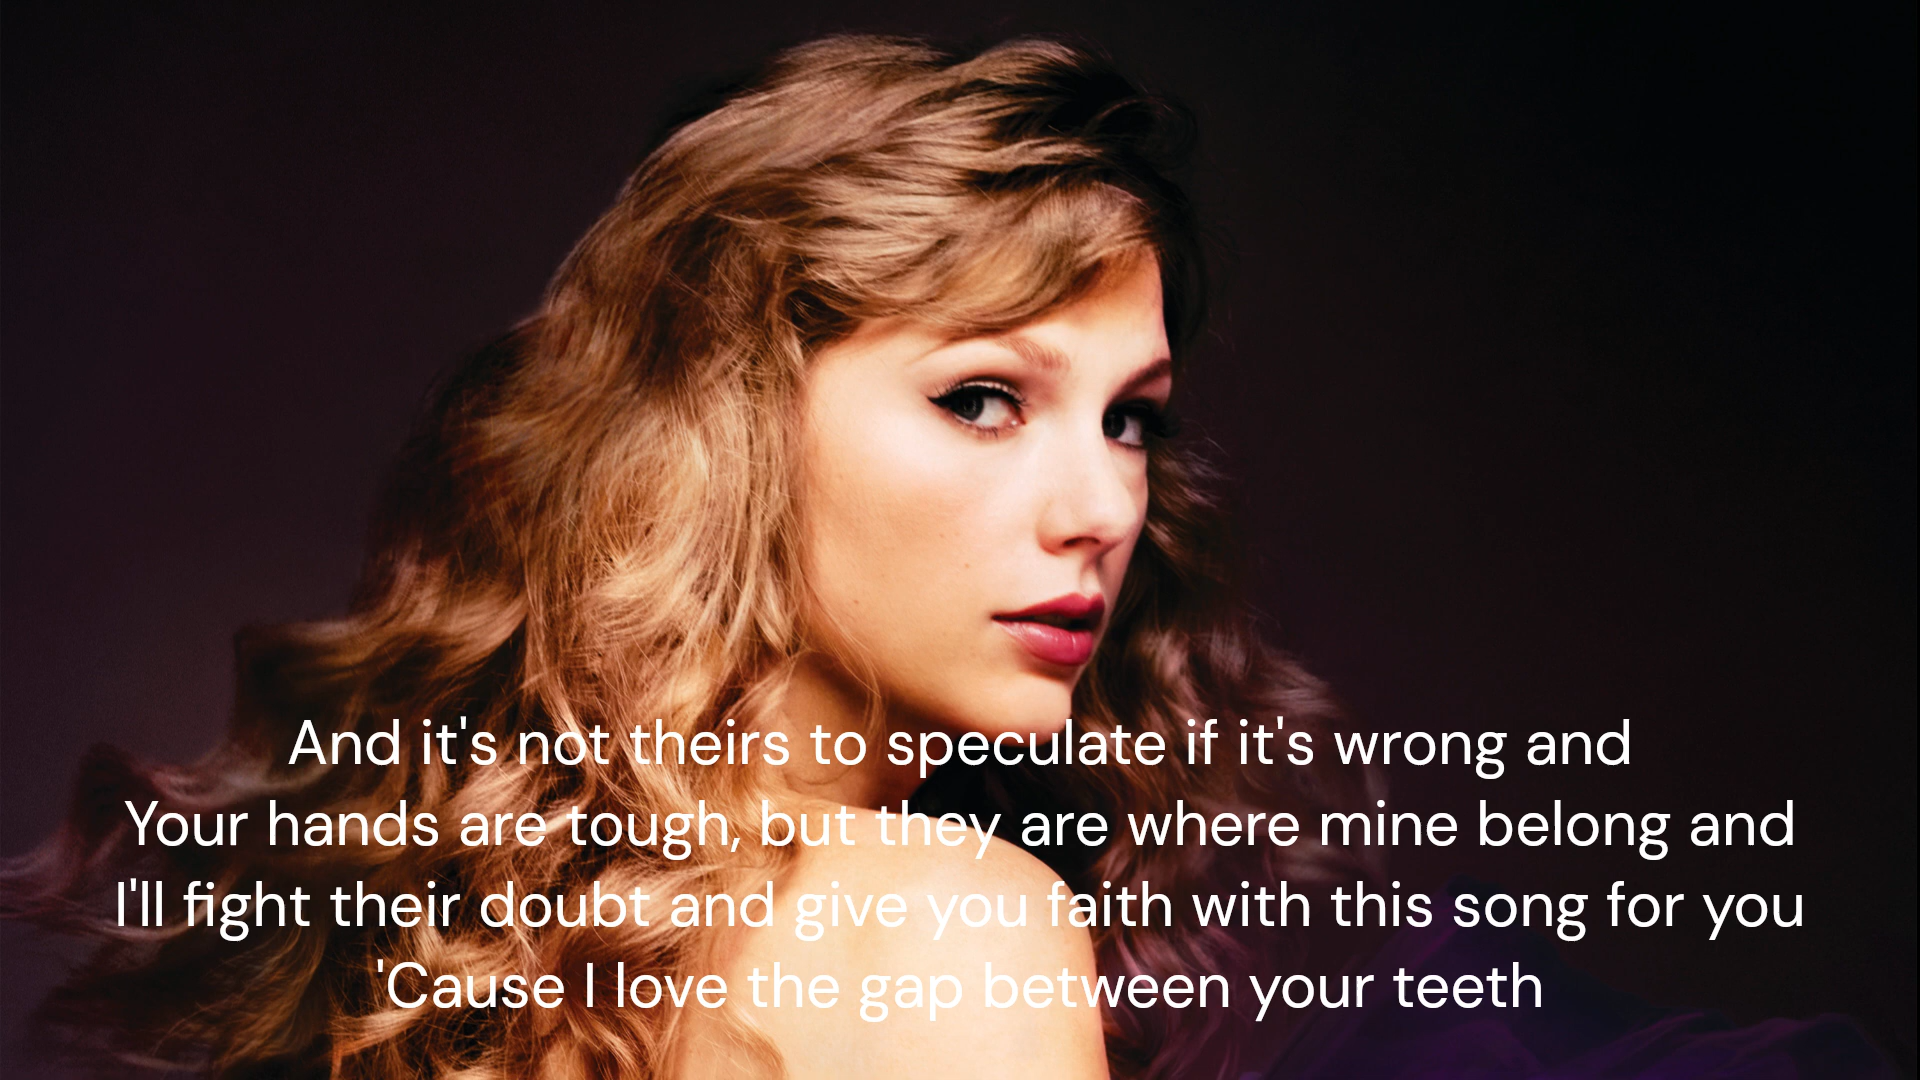 And it's not theirs to speculate if it's wrong and
Your hands are tough, but they are where mine belong and
I'll fight their doubt and give you faith with this song for you
'Cause I love the gap between your teeth